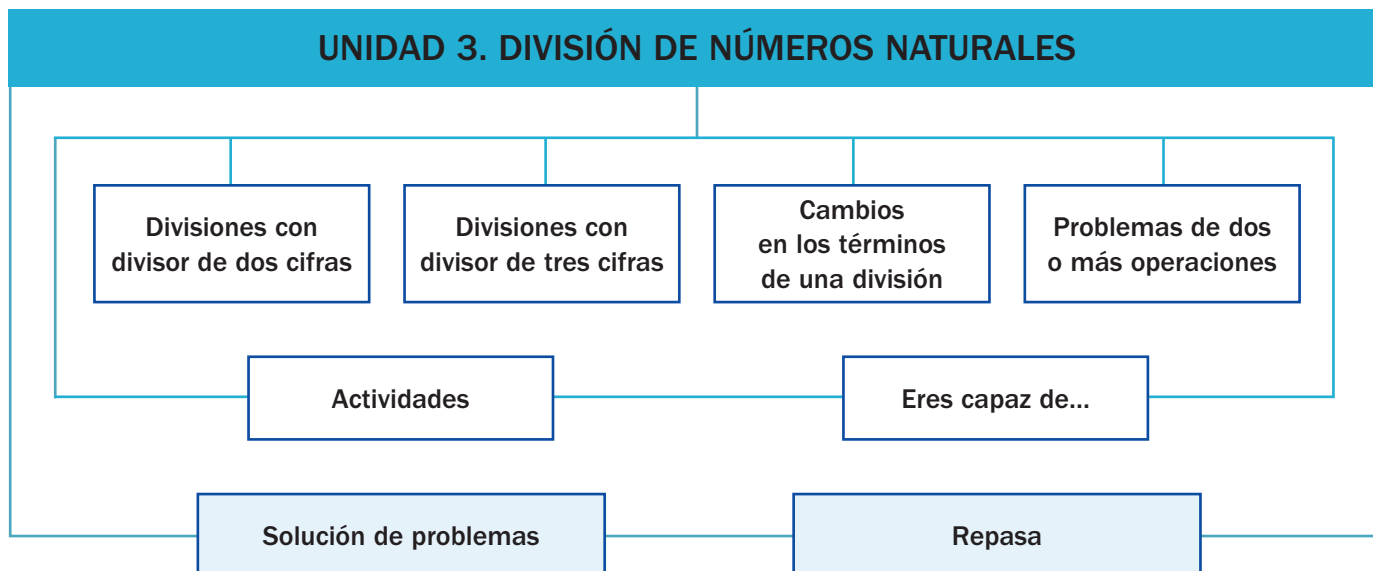 UNIDAD 3. DIVISIÓN DE NÚMEROS NATURALES
Divisiones con
divisor de dos cifras
Divisiones con
divisor de tres cifras
Cambios
en los términos
de una división
Problemas de dos
o más operaciones
Actividades
Eres capaz de...
Solución de problemas
Repasa